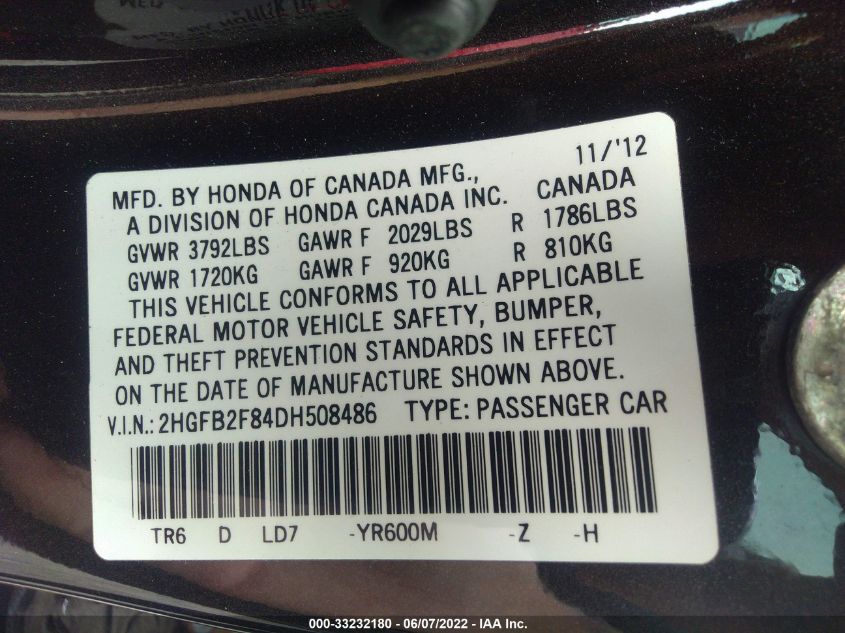 11/'12
MFD. BY HONDA OF CANADA MFG.,
A DIVISION OF HONDA CANADA INC. CANADA
GVWR 3792LBS GAWR F 2029LBS R 1786LBS
GVWR 1720KG GAWR F 920KG R 810KG
THIS VEHICLE CONFORMS TO ALL APPLICABLE
FEDERAL MOTOR VEHICLE SAFETY, BUMPER,
AND THEFT PREVENTION STANDARDS IN EFFECT
ON THE DATE OF MANUFACTURE SHOWN ABOVE.
V.I.N.: 2HGFB2F84DH508486 TYPE: PASSENGER CAR
TR6 D LD7 -YR600M -Z -H
000-33232180 - 06/07/2022 - IAA Inc.